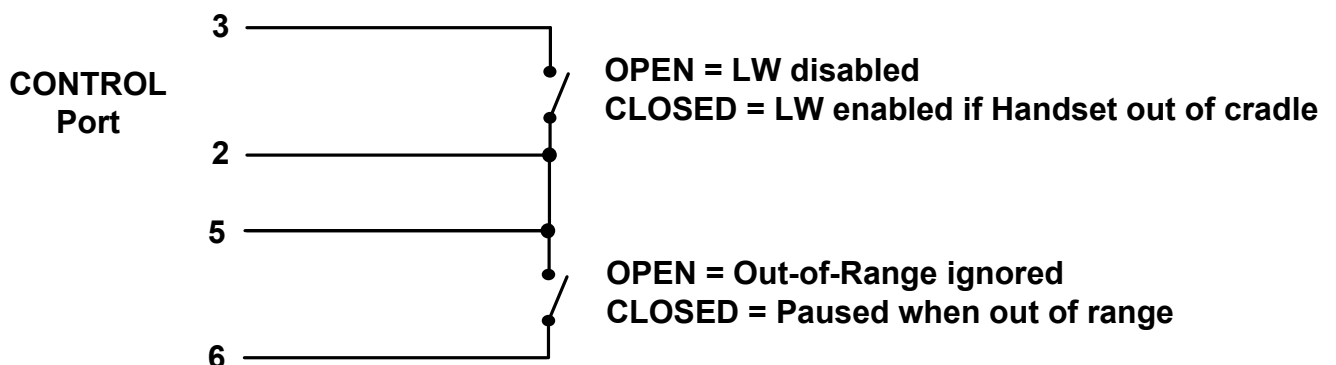 3
CONTROL
Port
OPEN = LW disabled
CLOSED = LW enabled if Handset out of cradle
2
5
OPEN = Out-of-Range ignored
CLOSED = Paused when out of range
6